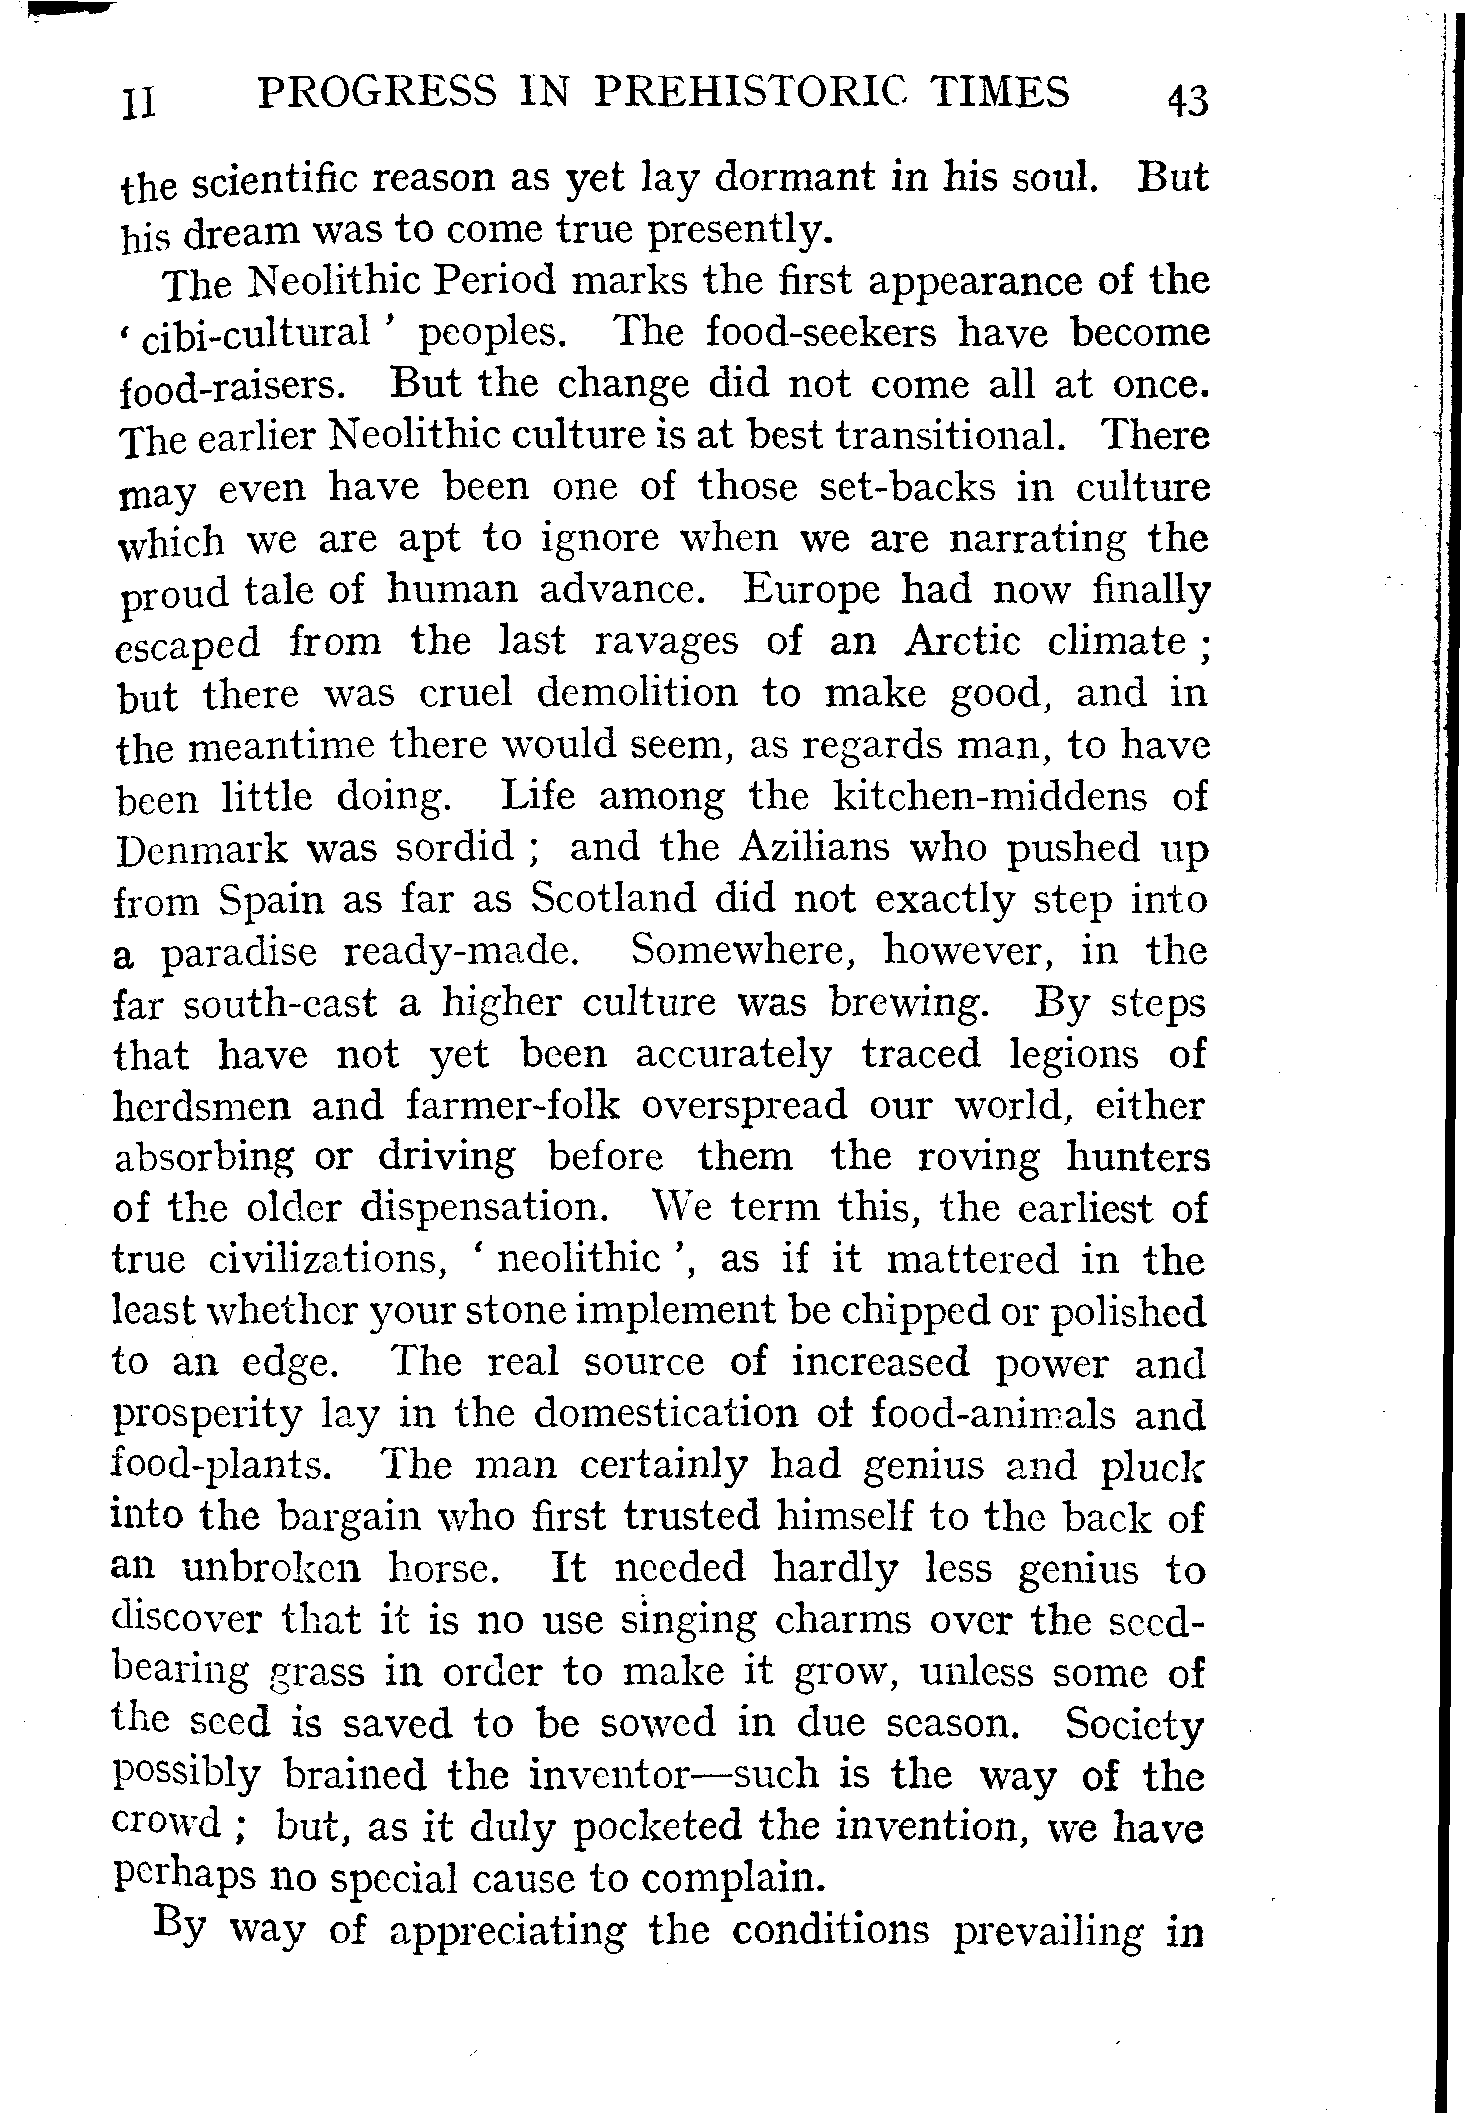 II PROGRESS IN PREHISTORIC TIMES 43
the scientific reason as yet lay dormant in his soul. But
his dream was to come true presently.
The Neolithic Period marks the first appearance of the
‘ cibi-cultural ’ peoples. The food-seekers have become
food-raisers. But the change did not come all at once.
The earlier Neolithic culture is at best transitional. There
may even have been one of those set-backs in culture
which we are apt to ignore when we are narrating the
proud tale of human advance. Europe had now finally
escaped from the last ravages of an Arctic climate ;
but there was cruel demolition to make good, and in
the meantime there would seem, as regards man, to have
been little doing. Life among the kitchen-middens of
Denmark was sordid ; and the Azilians who pushed up
from Spain as far as Scotland did not exactly step into
a paradise ready-made. Somewhere, however, in the
far south-east a higher culture was brewing. By steps
that have not yet been accurately traced legions of
herdsmen and farmer-folk overspread our world, either
absorbing or driving before them the roving hunters
of the older dispensation. We term this, the earliest of
true civilizations, ‘ neolithic ’, as if it mattered in the
least whether your stone implement be chipped or polished
to an edge. The real source of increased power and
prosperity lay in the domestication of food-animals and
food-plants. The man certainly had genius and pluck
into the bargain who first trusted himself to the back of
an unbroken horse. It needed hardly less genius to
discover that it is no use singing charms over the seed-
bearing grass in order to make it grow, unless some of
the seed is saved to be sowed in due season. Society
possibly brained the inventor—such is the way of the
crowd ; but, as it duly pocketed the invention, we have
perhaps no special cause to complain.
By way of appreciating the conditions prevailing in